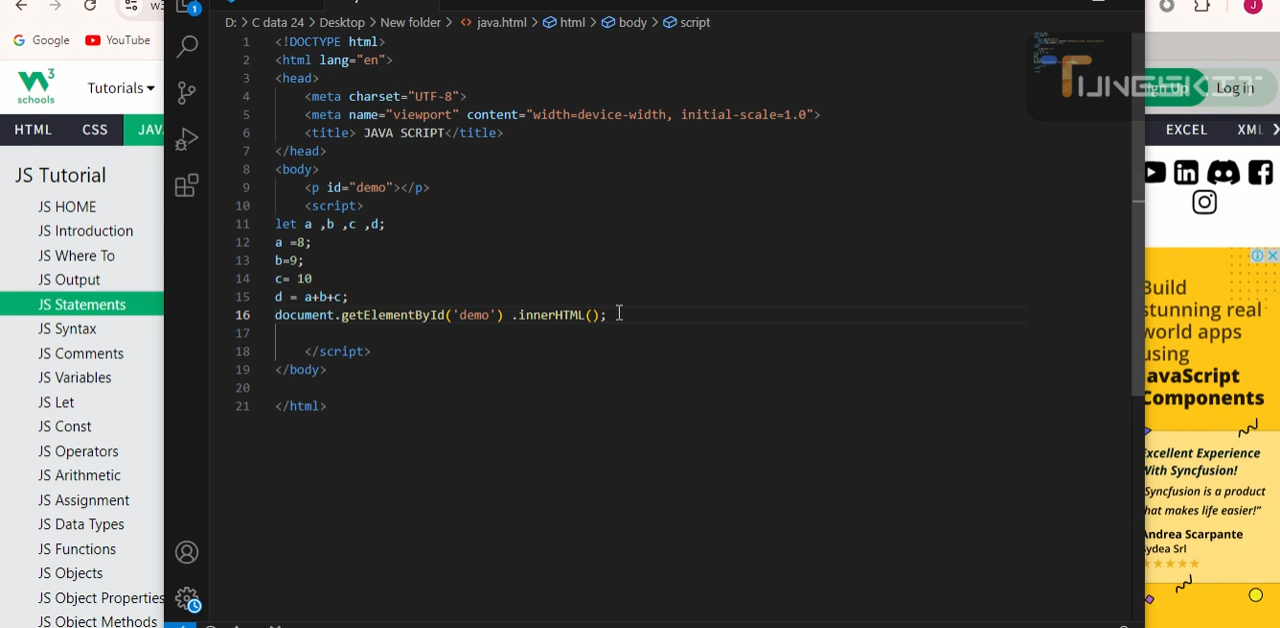 Google YouTube
W3 schools
Tutorials
HTML CSS JAV
JS Tutorial
JS HOME
JS Introduction
JS Where To
JS Output
JS Statements
JS Syntax
JS Comments
JS Variables
JS Let
JS Const
JS Operators
JS Arithmetic
JS Assignment
JS Data Types
JS Functions
JS Objects
JS Object Properties
JS Object Methods
1
D: > C data 24 > Desktop > New folder > java.html > html > body > script
1 <!DOCTYPE html>
2 <html lang="en">
3 <head>
4 <meta charset="UTF-8">
5 <meta name="viewport" content="width=device-width, initial-scale=1.0">
6 <title> JAVA SCRIPT</title>
7 </head>
8 <body>
9 <p id="demo"></p>
10 <script>
11 let a ,b ,c ,d;
12 a =8;
13 b=9;
14 c= 10
15 d = a+b+c;
16 document.getElementById('demo') .innerHTML();
17
18 </script>
19 </body>
20
21 </html>
J
Log in
EXCEL XML
Build
stunning real
world apps
using
JavaScript
Components
Excellent Experience
With Syncfusion!
"Syncfusion is a product
that makes life easier!"
Andrea Scarpante
Sydea Srl